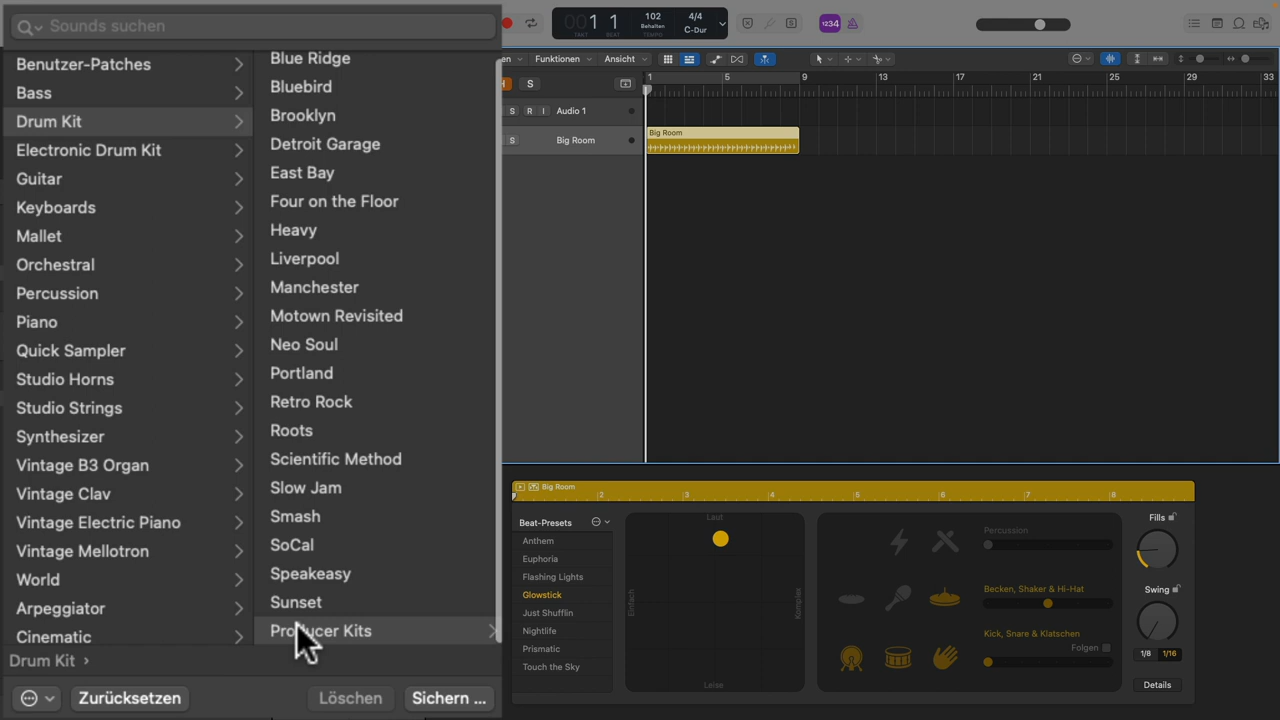 Sounds suchen
Benutzer-Patches
Bass
Drum Kit
Electronic Drum Kit
Guitar
Keyboards
Mallet
Orchestral
Percussion
Piano
Quick Sampler
Studio Horns
Studio Strings
Synthesizer
Vintage B3 Organ
Vintage Clav
Vintage Electric Piano
Vintage Mellotron
World
Arpeggiator
Cinematic
Blue Ridge
Bluebird
Brooklyn
Detroit Garage
East Bay
Four on the Floor
Heavy
Liverpool
Manchester
Motown Revisited
Neo Soul
Portland
Retro Rock
Roots
Scientific Method
Slow Jam
Smash
SoCal
Speakeasy
Sunset
Producer Kits
Drum Kit
Zurücksetzen
Löschen
Sichern ...
001 1
TAKT BEAT
102
Behalten
TEMPO
4/4
C-Dur
1234
en
Funktionen
Ansicht
S
1 5 9 13 17 21 25 29 33
S R I Audio 1
S Big Room
Big Room
Big Room
2 3 4 5 6 7 8
Beat-Presets
Anthem
Euphoria
Flashing Lights
Glowstick
Just Shufflin
Nightlife
Prismatic
Touch the Sky
Laut
Einfach
Komplex
Leise
Percussion
Becken, Shaker & Hi-Hat
Kick, Snare & Klatschen
Folgen
Fills
Swing
1/8 1/16
Details